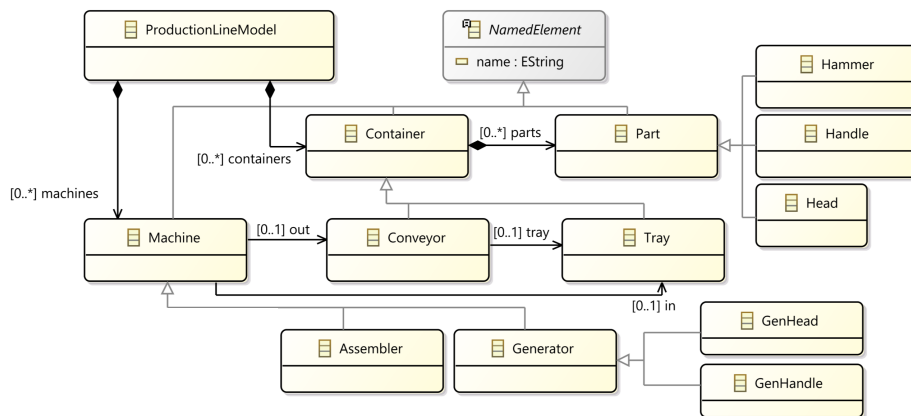 ProductionLineModel
NamedElement
name : EString
Hammer
Container
[0..*] parts
Part
Handle
[0..*] containers
[0..*] machines
Head
Machine
[0..1] out
Conveyor
[0..1] tray
Tray
[0..1] in
GenHead
Assembler
Generator
GenHandle